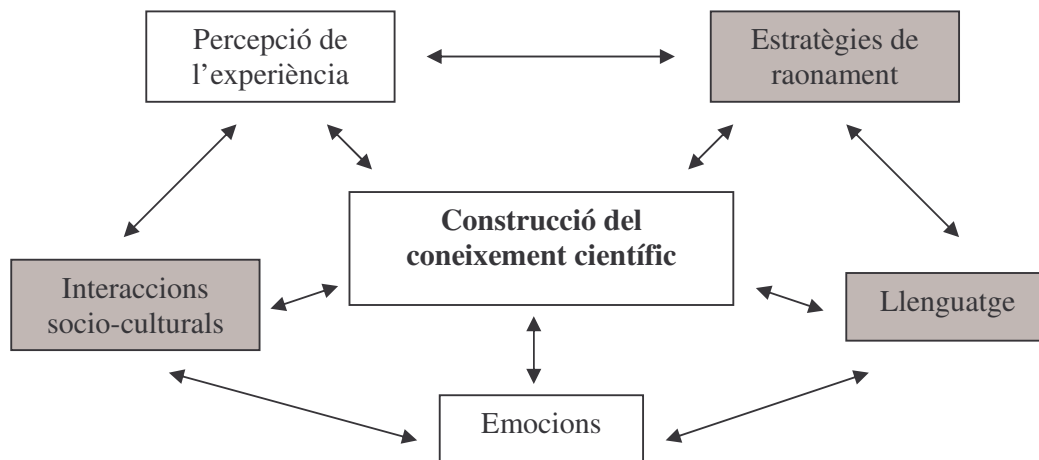 Percepció de
l’experiència
Estratègies de
raonament
Construcció del
coneixement científic
Interaccions
socio-culturals
Llenguatge
Emocions